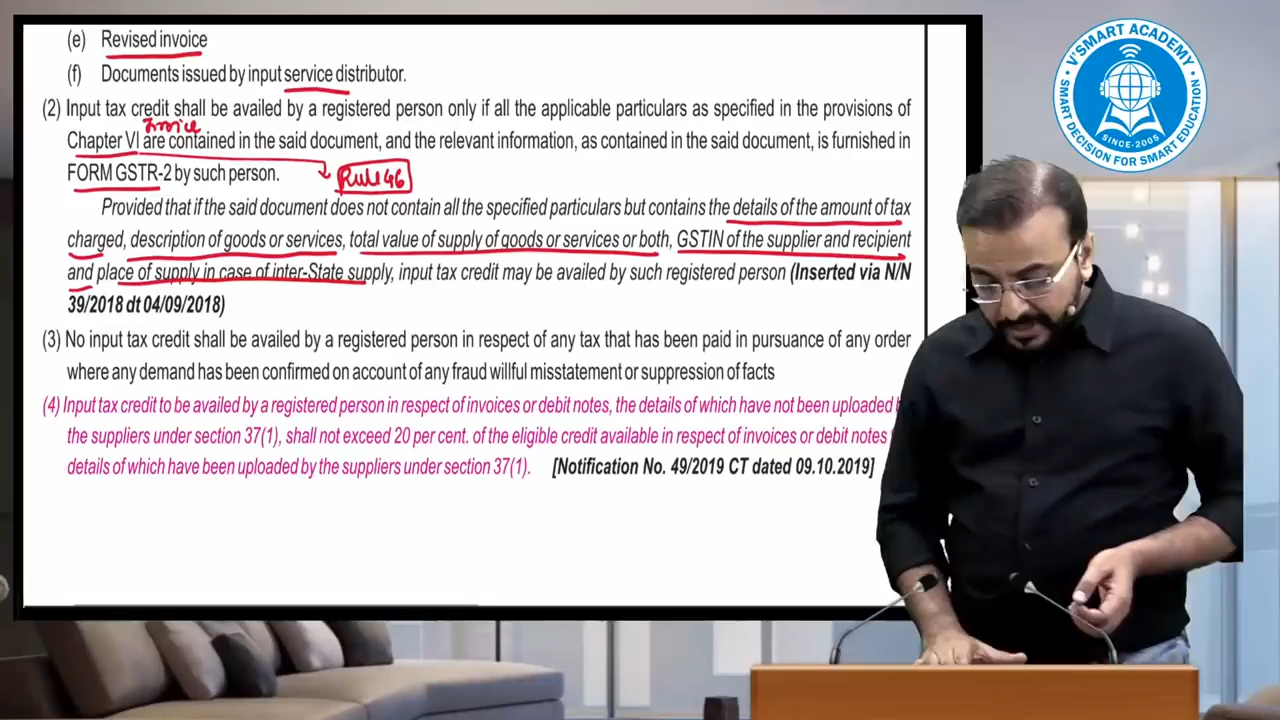 (e) Revised invoice
(f) Documents issued by input service distributor.
(2) Input tax credit shall be availed by a registered person only if all the applicable particulars as specified in the provisions of
Invoice
Chapter VI are contained in the said document, and the relevant information, as contained in the said document, is furnished in
FORM GSTR-2 by such person.
Rule 46
Provided that if the said document does not contain all the specified particulars but contains the details of the amount of tax
charged, description of goods or services, total value of supply of goods or services or both, GSTIN of the supplier and recipient
and place of supply in case of inter-State supply, input tax credit may be availed by such registered person (Inserted via N/N
39/2018 dt 04/09/2018)
(3) No input tax credit shall be availed by a registered person in respect of any tax that has been paid in pursuance of any order
where any demand has been confirmed on account of any fraud willful misstatement or suppression of facts
(4) Input tax credit to be availed by a registered person in respect of invoices or debit notes, the details of which have not been uploaded
the suppliers under section 37(1), shall not exceed 20 per cent. of the eligible credit available in respect of invoices or debit notes
details of which have been uploaded by the suppliers under section 37(1). [Notification No. 49/2019 CT dated 09.10.2019]
V'SMART ACADEMY
SINCE-2005
SMART DECISION FOR SMART EDUCATION